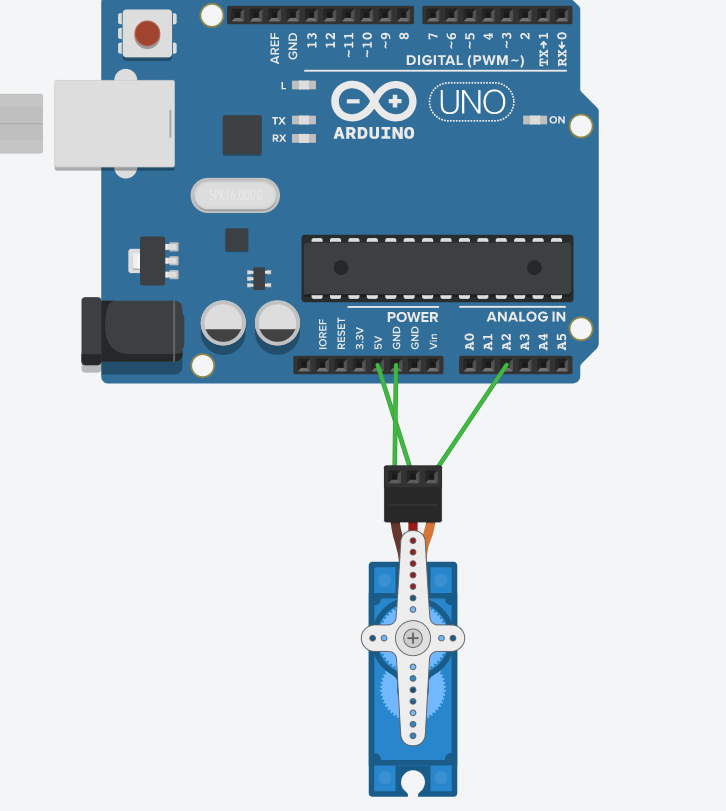 AREF
GND
13
12
~11
~10
~9
8
7
~6
~5
4
~3
2
TX→1
RX←0
DIGITAL (PWM~)
L
TX
RX
ARDUINO
UNO
ON
SPK16.000G
POWER
ANALOG IN
IOREF
RESET
3.3V
5V
GND
GND
Vin
A0
A1
A2
A3
A4
A5